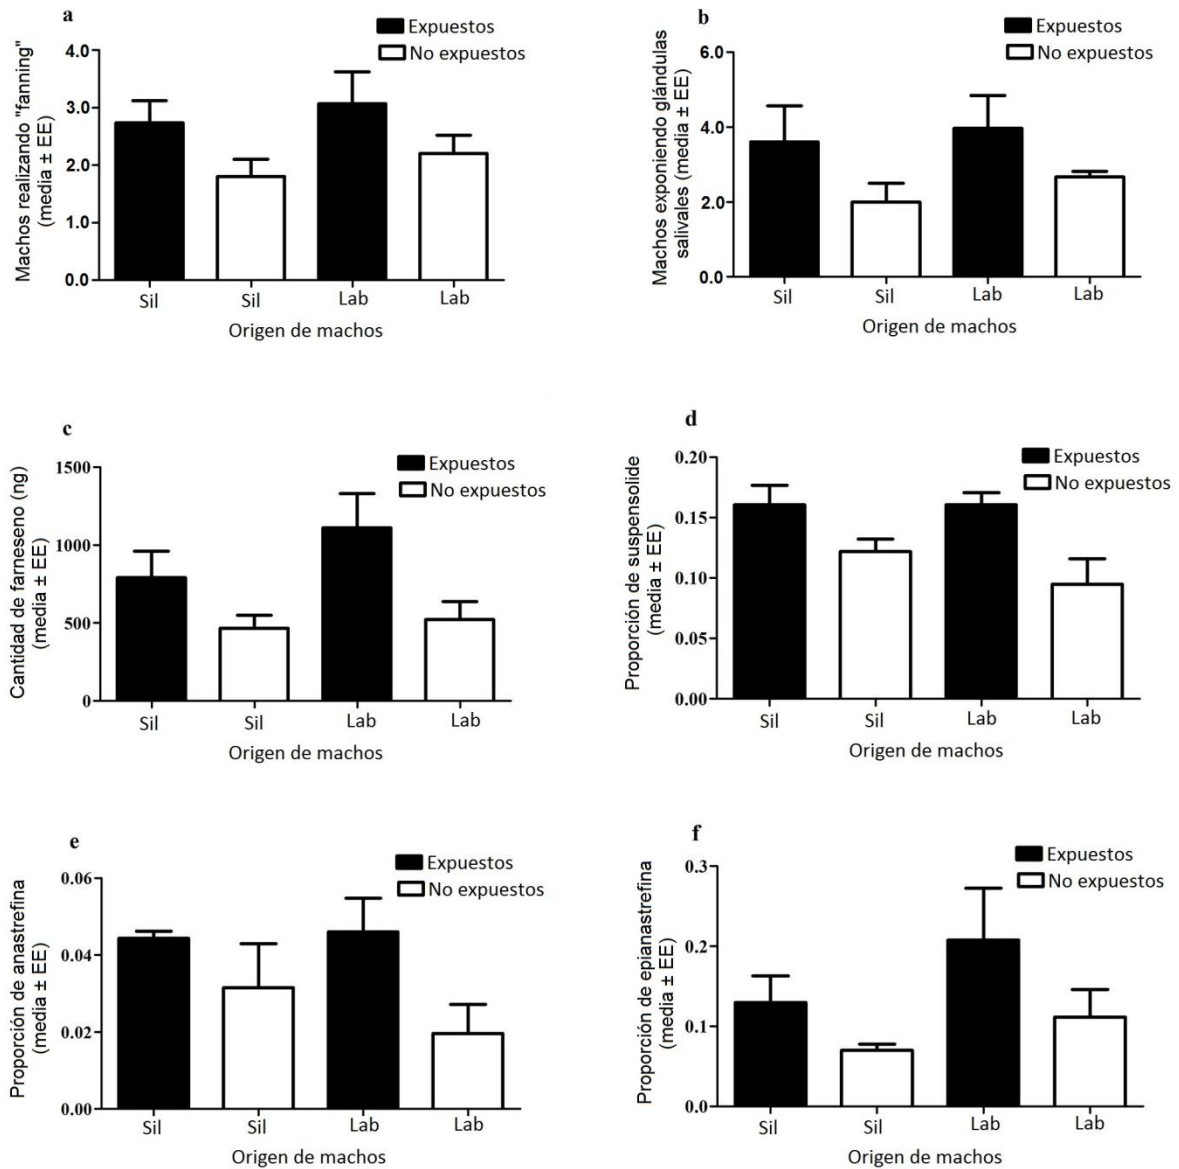 a
Expuestos
No expuestos
Machos realizando "fanning"
(media ± EE)
4.0
3.0
2.0
1.0
0.0
Sil
Sil
Lab
Lab
Origen de machos
b
Expuestos
No expuestos
Machos exponiendo glándulas
salivales (media ± EE)
6.0
4.0
2.0
0.0
Sil
Sil
Lab
Lab
Origen de machos
c
Expuestos
No expuestos
Cantidad de farneseno (ng)
(media ± EE)
1500
1000
500
0
Sil
Sil
Lab
Lab
Origen de machos
d
Expuestos
No expuestos
Proporción de suspensolide
(media ± EE)
0.20
0.15
0.10
0.05
0.00
Sil
Sil
Lab
Lab
Origen de machos
e
Expuestos
No expuestos
Proporción de anastrefina
(media ± EE)
0.06
0.04
0.02
0.00
Sil
Sil
Lab
Lab
Origen de machos
f
Expuestos
No expuestos
Proporción de epianastrefina
(media ± EE)
0.3
0.2
0.1
0.0
Sil
Sil
Lab
Lab
Origen de machos